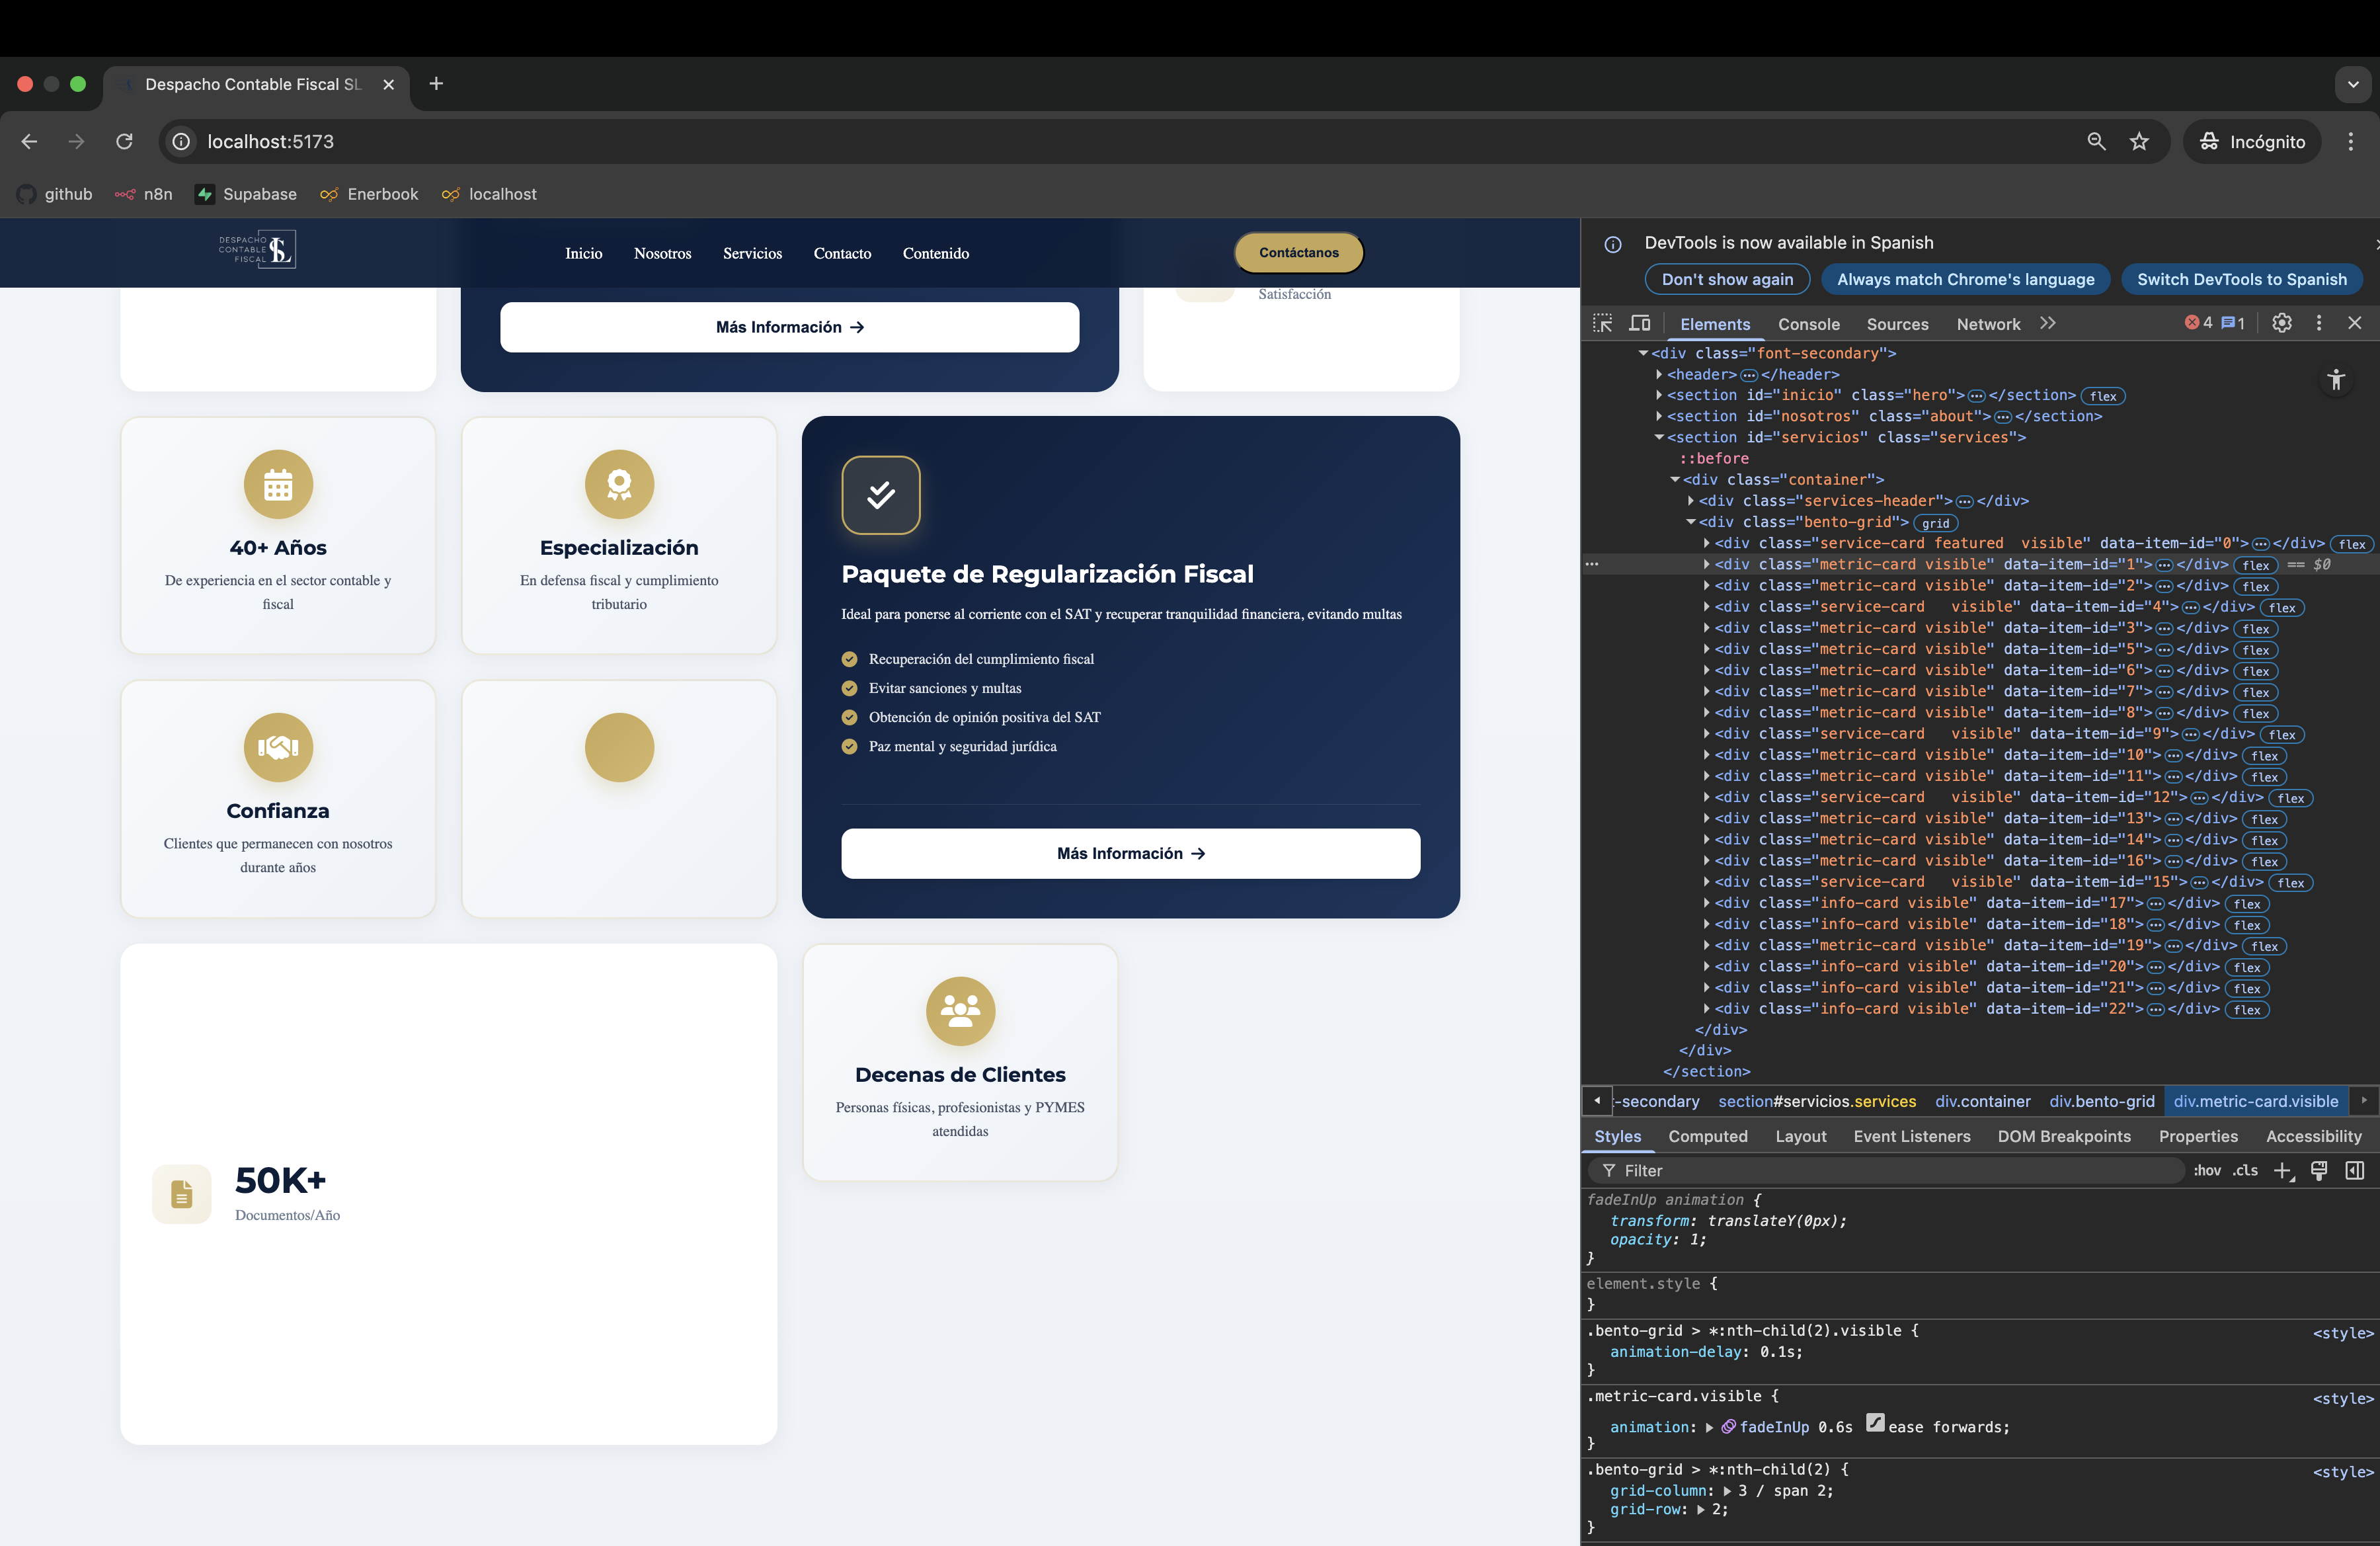 Despacho Contable Fiscal SL
localhost:5173
Incógnito
github
n8n
Supabase
Enerbook
localhost
DESPACHO
CONTABLE
FISCAL
Inicio
Nosotros
Servicios
Contacto
Contenido
Contáctanos
Más Información →
Satisfacción
40+ Años
De experiencia en el sector contable y
fiscal
Especialización
En defensa fiscal y cumplimiento
tributario
Paquete de Regularización Fiscal
Ideal para ponerse al corriente con el SAT y recuperar tranquilidad financiera, evitando multas
Recuperación del cumplimiento fiscal
Evitar sanciones y multas
Obtención de opinión positiva del SAT
Paz mental y seguridad jurídica
Más Información →
Confianza
Clientes que permanecen con nosotros
durante años
50K+
Documentos/Año
Decenas de Clientes
Personas físicas, profesionistas y PYMES
atendidas
DevTools is now available in Spanish
Don't show again
Always match Chrome's language
Switch DevTools to Spanish
Elements
Console
Sources
Network
4
1
<div class="font-secondary">
<header>…</header>
<section id="inicio" class="hero">…</section> flex
<section id="nosotros" class="about">…</section>
<section id="servicios" class="services">
::before
<div class="container">
<div class="services-header">…</div>
<div class="bento-grid"> grid
<div class="service-card featured  visible" data-item-id="0">…</div> flex
<div class="metric-card visible" data-item-id="1">…</div> flex == $0
<div class="metric-card visible" data-item-id="2">…</div> flex
<div class="service-card   visible" data-item-id="4">…</div> flex
<div class="metric-card visible" data-item-id="3">…</div> flex
<div class="metric-card visible" data-item-id="5">…</div> flex
<div class="metric-card visible" data-item-id="6">…</div> flex
<div class="metric-card visible" data-item-id="7">…</div> flex
<div class="metric-card visible" data-item-id="8">…</div> flex
<div class="service-card   visible" data-item-id="9">…</div> flex
<div class="metric-card visible" data-item-id="10">…</div> flex
<div class="metric-card visible" data-item-id="11">…</div> flex
<div class="service-card   visible" data-item-id="12">…</div> flex
<div class="metric-card visible" data-item-id="13">…</div> flex
<div class="metric-card visible" data-item-id="14">…</div> flex
<div class="metric-card visible" data-item-id="16">…</div> flex
<div class="service-card   visible" data-item-id="15">…</div> flex
<div class="info-card visible" data-item-id="17">…</div> flex
<div class="info-card visible" data-item-id="18">…</div> flex
<div class="metric-card visible" data-item-id="19">…</div> flex
<div class="info-card visible" data-item-id="20">…</div> flex
<div class="info-card visible" data-item-id="21">…</div> flex
<div class="info-card visible" data-item-id="22">…</div> flex
</div>
</div>
</section>
-secondary
section#servicios.services
div.container
div.bento-grid
div.metric-card.visible
Styles
Computed
Layout
Event Listeners
DOM Breakpoints
Properties
Accessibility
Filter
:hov
.cls
fadeInUp animation {
transform: translateY(0px);
opacity: 1;
}
element.style {
}
.bento-grid > *:nth-child(2).visible {
<style>
animation-delay: 0.1s;
}
.metric-card.visible {
<style>
animation: fadeInUp 0.6s ease forwards;
}
.bento-grid > *:nth-child(2) {
<style>
grid-column: 3 / span 2;
grid-row: 2;
}